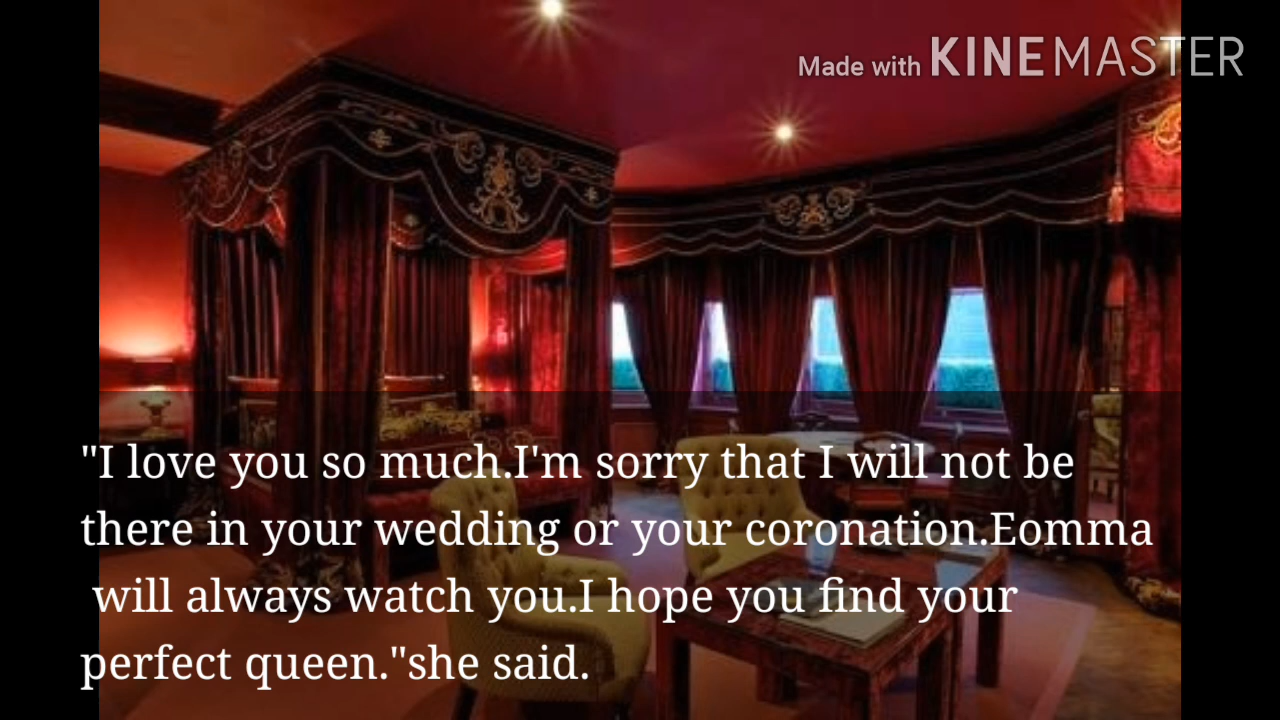 Made with KINEMASTER
"I love you so much.I'm sorry that I will not be
there in your wedding or your coronation.Eomma
will always watch you.I hope you find your
perfect queen."she said.